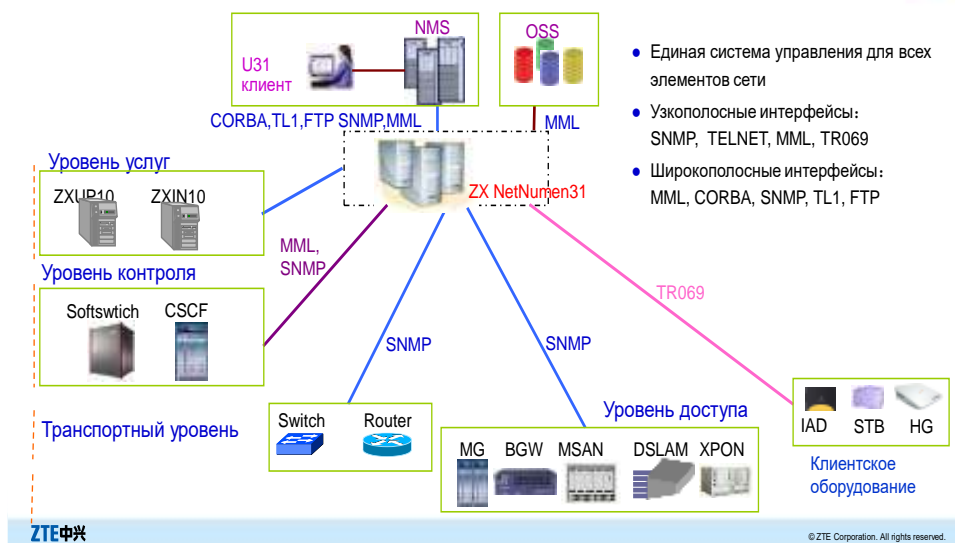 NMS
OSS
U31
клиент
CORBA,TL1,FTP SNMP,MML
MML
ZX NetNumen31
● Единая система управления для всех
элементов сети
● Узкополосные интерфейсы:
SNMP, TELNET, MML, TR069
● Широкополосные интерфейсы:
MML, CORBA, SNMP, TL1, FTP
Уровень услуг
ZXUP10
ZXIN10
MML,
SNMP
Уровень контроля
Softswtich
CSCF
TR069
SNMP
SNMP
Транспортный уровень
Switch
Router
Уровень доступа
MG
BGW
MSAN
DSLAM
XPON
IAD
STB
HG
Клиентское
оборудование
ZTE中兴
© ZTE Corporation. All rights reserved.